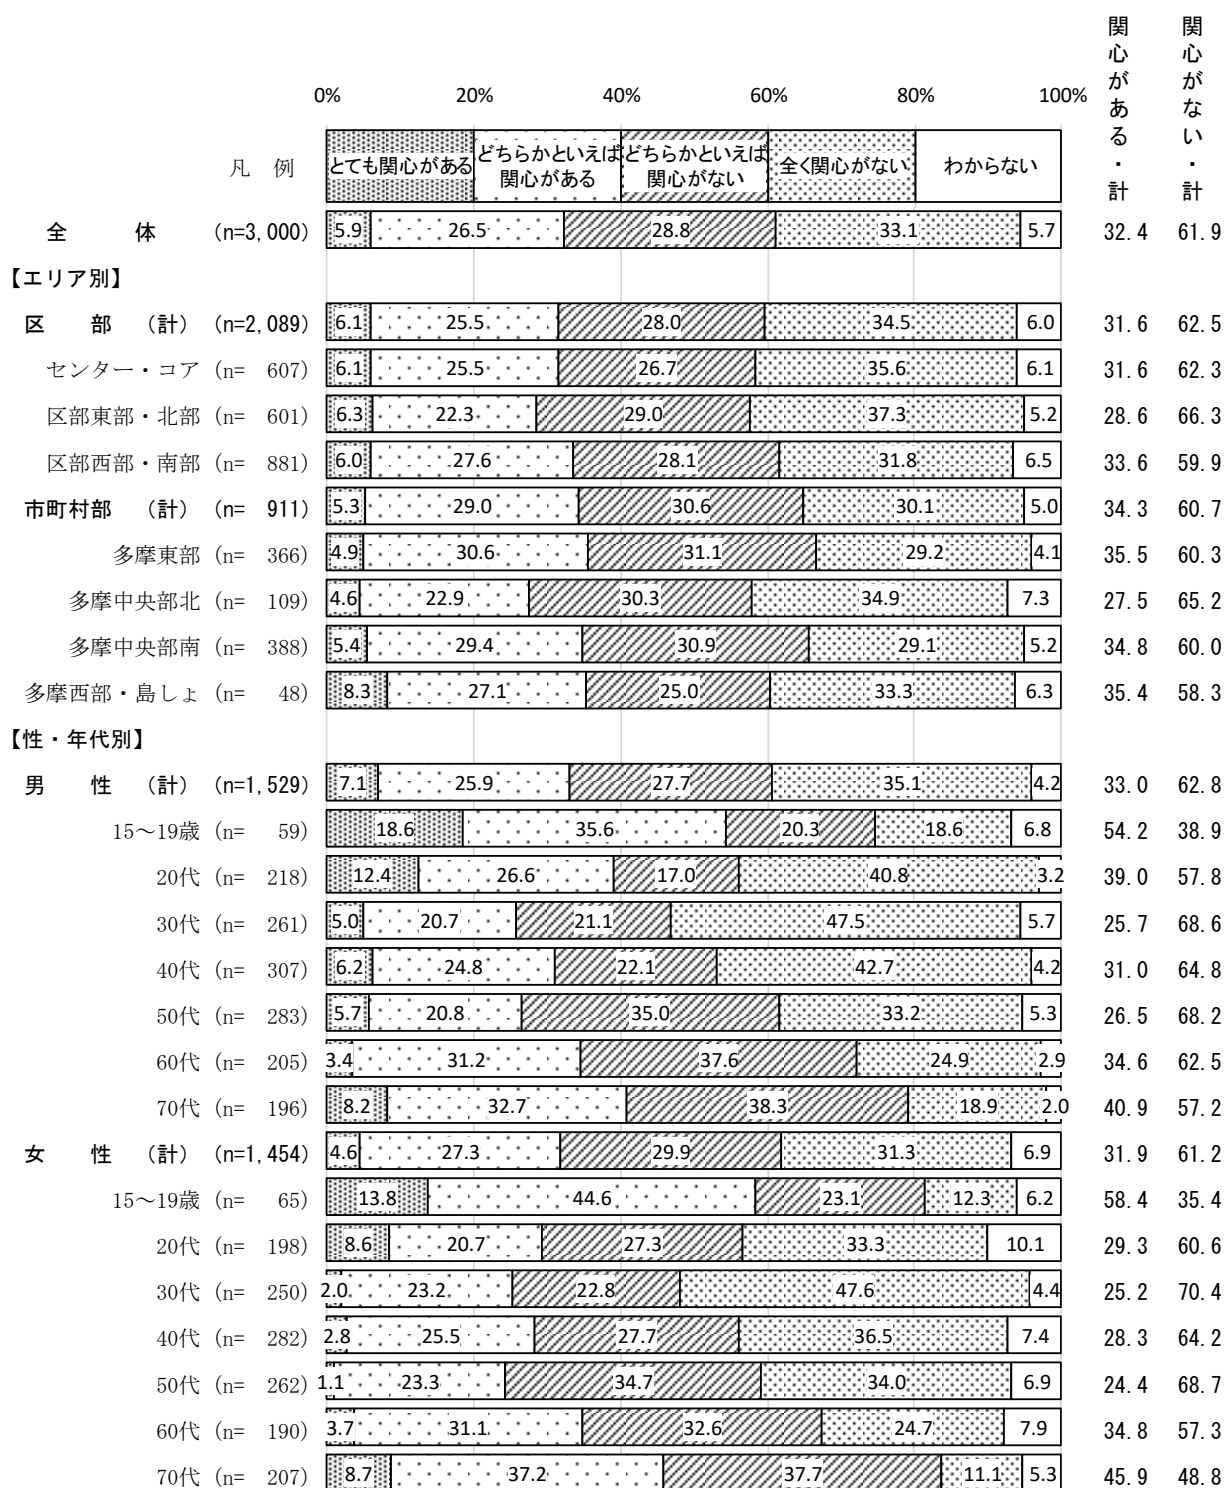 関心がある・計 関心がない・計
0% 20% 40% 60% 80% 100%
凡 例 とても関心がある どちらかといえば関心がある どちらかといえば関心がない 全く関心がない わからない
全 体 (n=3,000) 5.9 26.5 28.8 33.1 5.7 32.4 61.9
【エリア別】
区 部 (計) (n=2,089) 6.1 25.5 28.0 34.5 6.0 31.6 62.5
センター・コア (n= 607) 6.1 25.5 26.7 35.6 6.1 31.6 62.3
区部東部・北部 (n= 601) 6.3 22.3 29.0 37.3 5.2 28.6 66.3
区部西部・南部 (n= 881) 6.0 27.6 28.1 31.8 6.5 33.6 59.9
市町村部 (計) (n= 911) 5.3 29.0 30.6 30.1 5.0 34.3 60.7
多摩東部 (n= 366) 4.9 30.6 31.1 29.2 4.1 35.5 60.3
多摩中央部北 (n= 109) 4.6 22.9 30.3 34.9 7.3 27.5 65.2
多摩中央部南 (n= 388) 5.4 29.4 30.9 29.1 5.2 34.8 60.0
多摩西部・島しょ (n= 48) 8.3 27.1 25.0 33.3 6.3 35.4 58.3
【性・年代別】
男 性 (計) (n=1,529) 7.1 25.9 27.7 35.1 4.2 33.0 62.8
15～19歳 (n= 59) 18.6 35.6 20.3 18.6 6.8 54.2 38.9
20代 (n= 218) 12.4 26.6 17.0 40.8 3.2 39.0 57.8
30代 (n= 261) 5.0 20.7 21.1 47.5 5.7 25.7 68.6
40代 (n= 307) 6.2 24.8 22.1 42.7 4.2 31.0 64.8
50代 (n= 283) 5.7 20.8 35.0 33.2 5.3 26.5 68.2
60代 (n= 205) 3.4 31.2 37.6 24.9 2.9 34.6 62.5
70代 (n= 196) 8.2 32.7 38.3 18.9 2.0 40.9 57.2
女 性 (計) (n=1,454) 4.6 27.3 29.9 31.3 6.9 31.9 61.2
15～19歳 (n= 65) 13.8 44.6 23.1 12.3 6.2 58.4 35.4
20代 (n= 198) 8.6 20.7 27.3 33.3 10.1 29.3 60.6
30代 (n= 250) 2.0 23.2 22.8 47.6 4.4 25.2 70.4
40代 (n= 282) 2.8 25.5 27.7 36.5 7.4 28.3 64.2
50代 (n= 262) 1.1 23.3 34.7 34.0 6.9 24.4 68.7
60代 (n= 190) 3.7 31.1 32.6 24.7 7.9 34.8 57.3
70代 (n= 207) 8.7 37.2 37.7 11.1 5.3 45.9 48.8